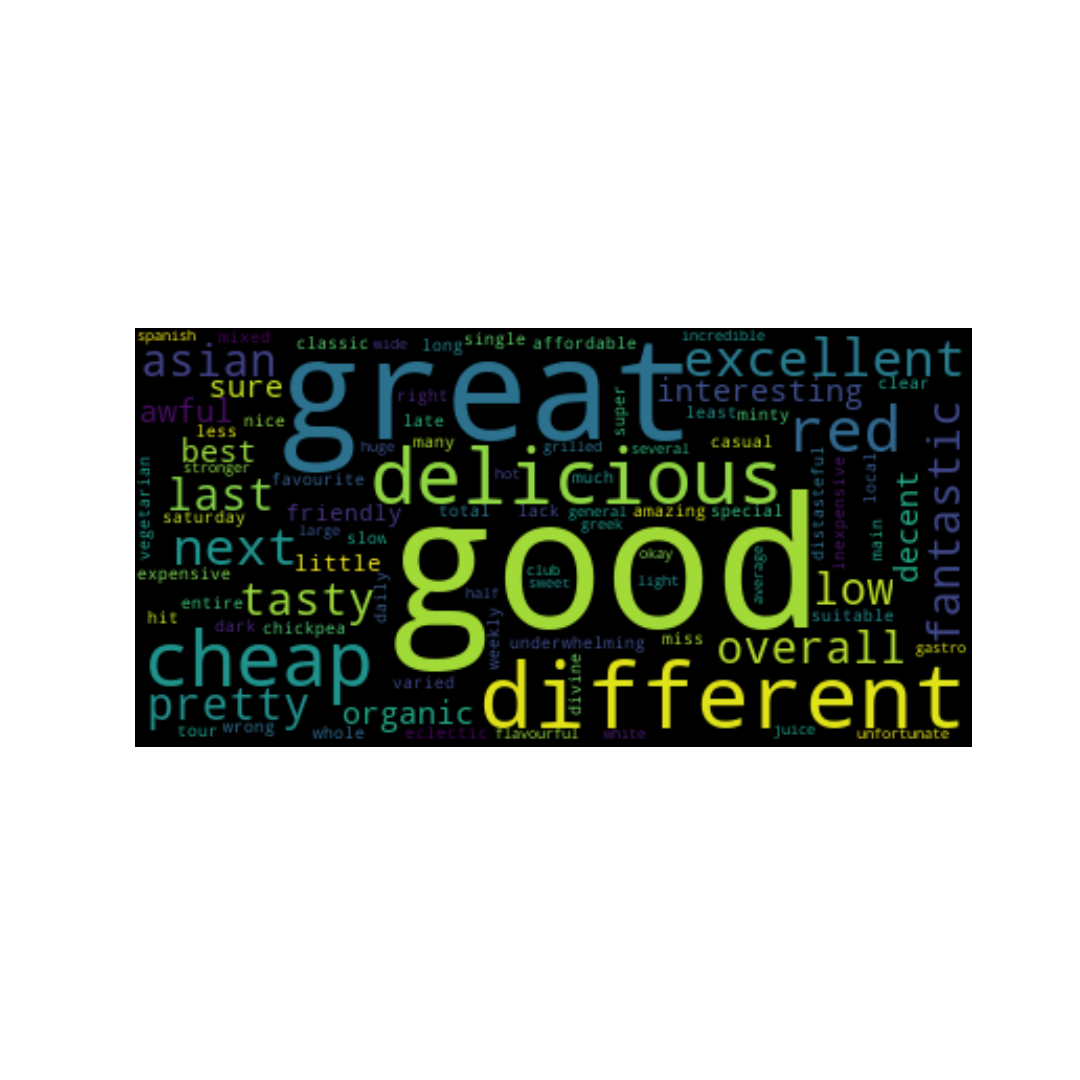 spanish
mixed
classic
wide
long
single
affordable
incredible
asian
great
excellent
sure
right
super
interesting
clear
awful
nice
late
least
minty
red
less
many
casual
fantastic
best
huge
grilled
several
delicious
stronger
favourite
hot
much
distasteful
inexpensive
local
vegetarian
last
decent
saturday
friendly
total
lack
general
amazing
special
greek
main
large
slow
next
good
little
okay
expensive
club
sweet
light
average
low
tasty
daily
half
entire
hit
suitable
dark
chickpea
weekly
underwhelming
miss
overall
gastro
cheap
varied
divine
different
pretty
organic
tour
wrong
whole
eclectic
flavourful
white
juice
unfortunate